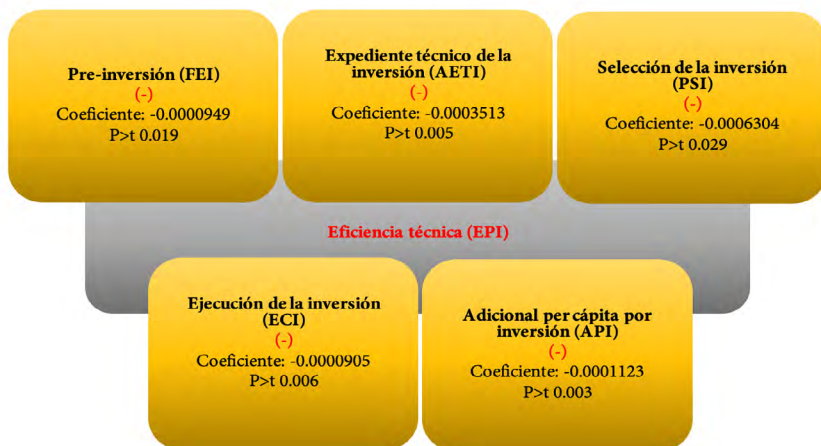 Pre-inversión (FEI)
(-)
Coeficiente: -0.0000949
P>t 0.019
Expediente técnico de la
inversión (AETI)
(-)
Coeficiente: -0.0003513
P>t 0.005
Selección de la inversión
(PSI)
(-)
Coeficiente: -0.0006304
P>t 0.029
Eficiencia técnica (EPI)
Ejecución de la inversión
(ECI)
(-)
Coeficiente: -0.0000905
P>t 0.006
Adicional per cápita por
inversión (API)
(-)
Coeficiente: -0.0001123
P>t 0.003